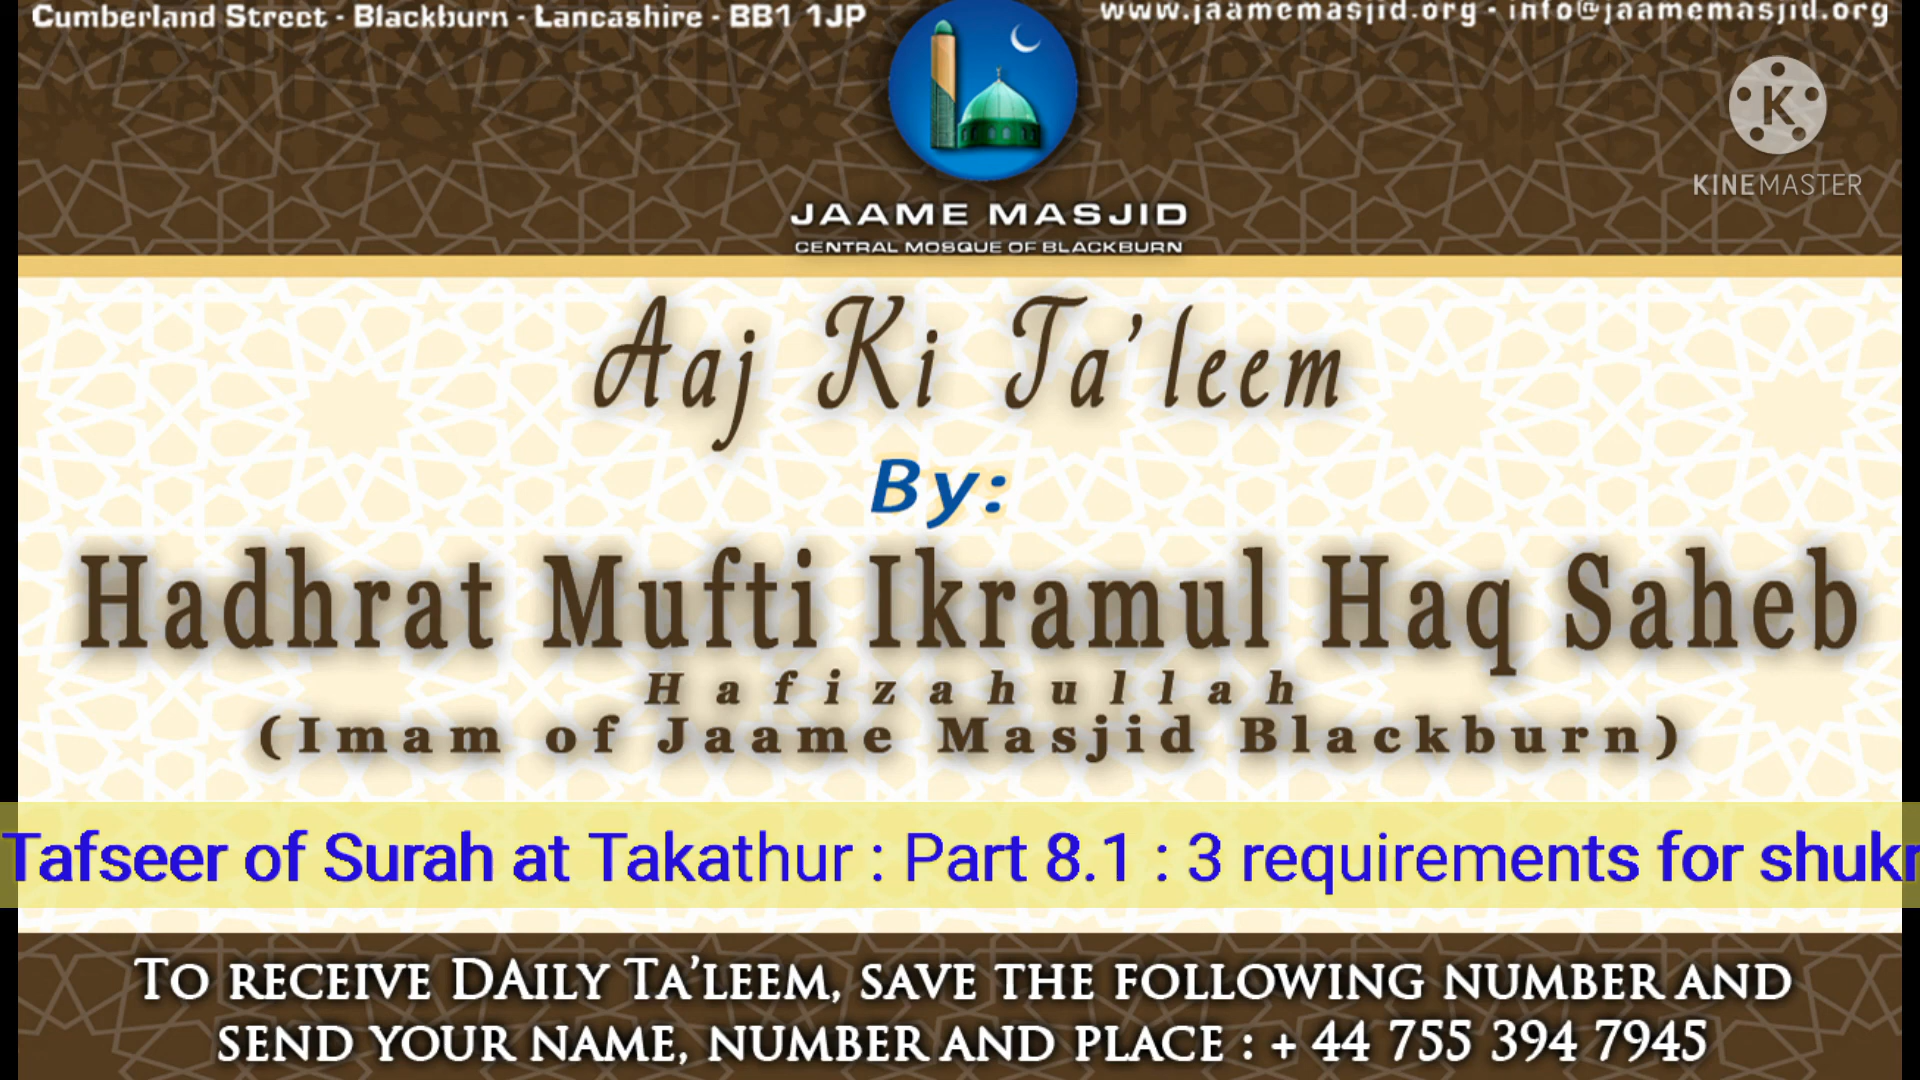 Cumberland Street - Blackburn - Lancashire - BB1 1JP
www.jaamemasjid.org - info@jaamemasjid.org
K
KINEMASTER
JAAME MASJID
CENTRAL MOSQUE OF BLACKBURN
Aaj Ki Ta'leem
By:
Hadhrat Mufti Ikramul Haq Saheb
Hafizahullah
(Imam of Jaame Masjid Blackburn)
Tafseer of Surah at Takathur : Part 8.1 : 3 requirements for shukr
TO RECEIVE DAILY TA'LEEM, SAVE THE FOLLOWING NUMBER AND
SEND YOUR NAME, NUMBER AND PLACE : + 44 755 394 7945